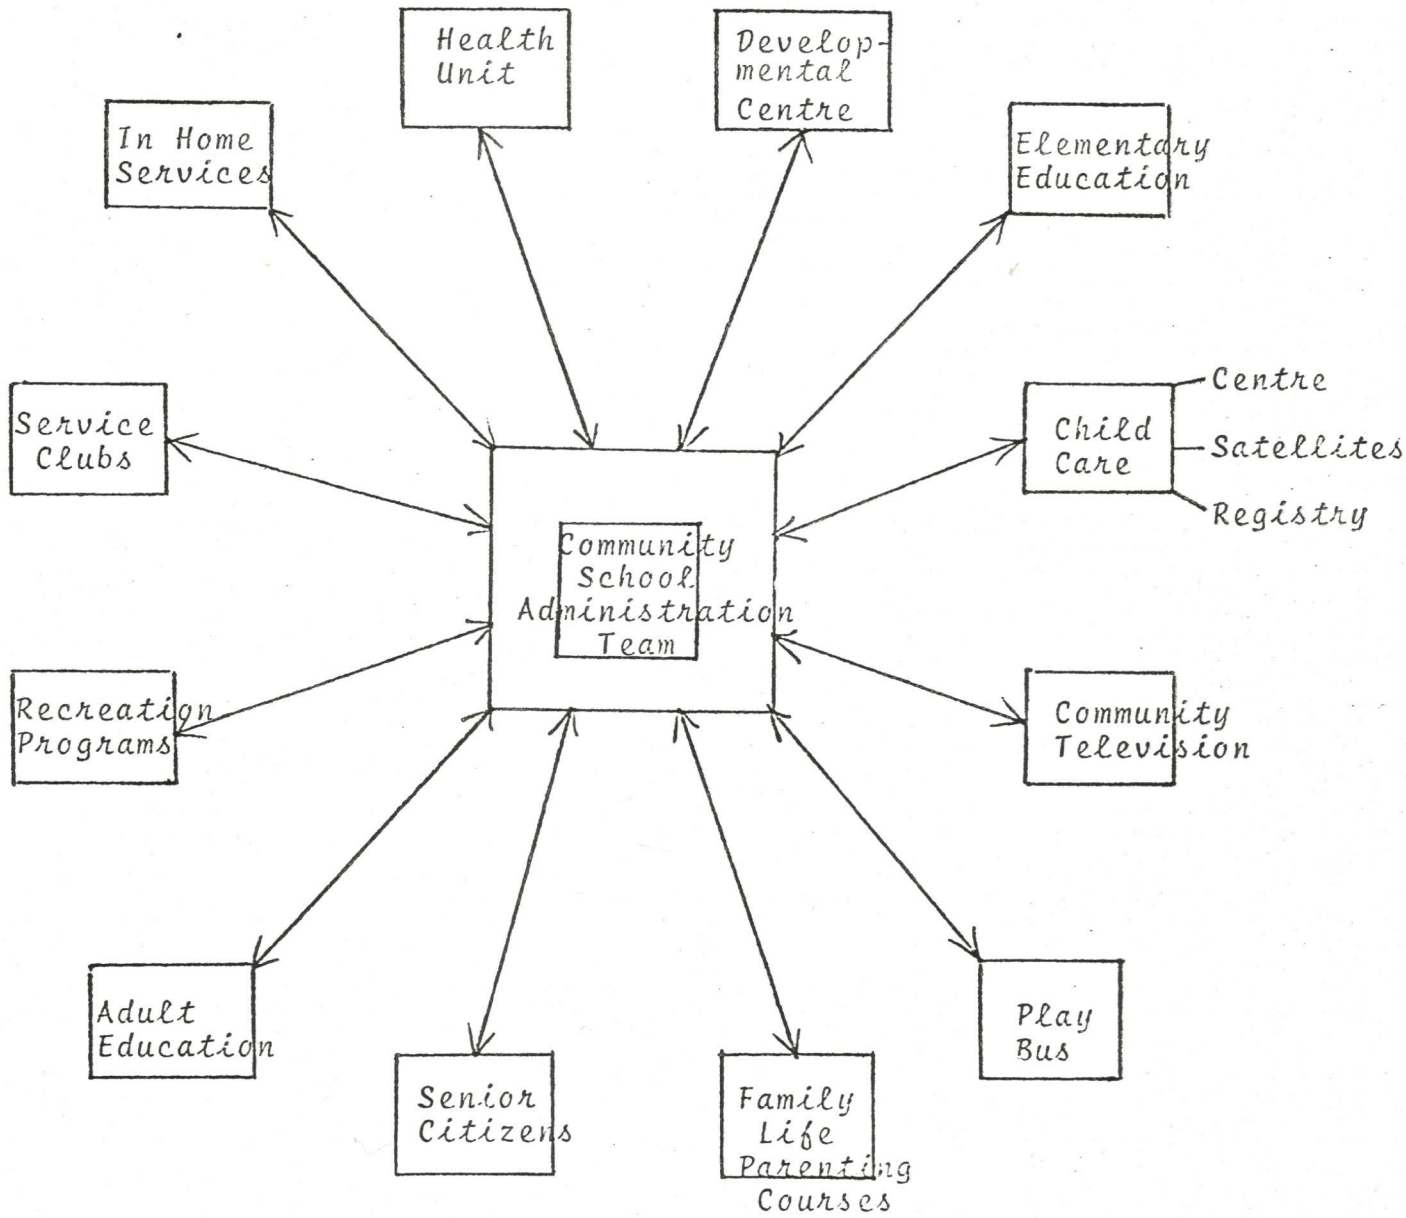 Health
Unit
Develop-
mental
Centre
In Home
Services
Elementary
Education
Service
Clubs
Child
Care
Centre
Satellites
Registry
Community
School
Administration
Team
Recreation
Programs
Community
Television
Adult
Education
Play
Bus
Senior
Citizens
Family
Life
Parenting
Courses